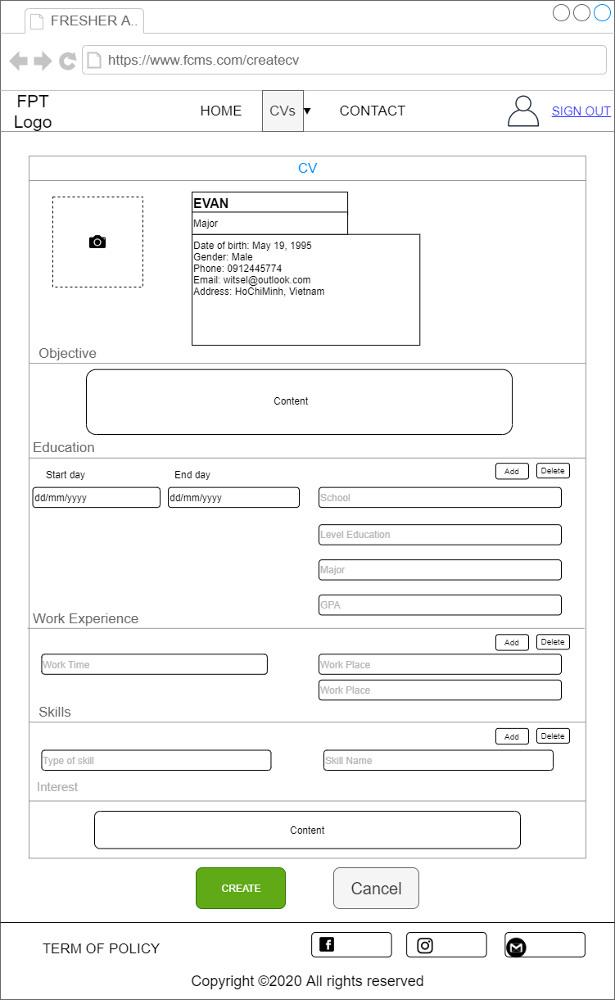 FRESHER A..
https://www.fcms.com/createcv
FPT
Logo
HOME
CVs
CONTACT
SIGN OUT
CV
EVAN
Major
Date of birth: May 19, 1995
Gender: Male
Phone: 0912445774
Email: witsel@outlook.com
Address: HoChiMinh, Vietnam
Objective
Content
Education
Start day
End day
Add
Delete
dd/mm/yyyy
dd/mm/yyyy
School
Level Education
Major
GPA
Work Experience
Add
Delete
Work Time
Work Place
Work Place
Skills
Add
Delete
Type of skill
Skill Name
Interest
Content
CREATE
Cancel
TERM OF POLICY
Copyright ©2020 All rights reserved